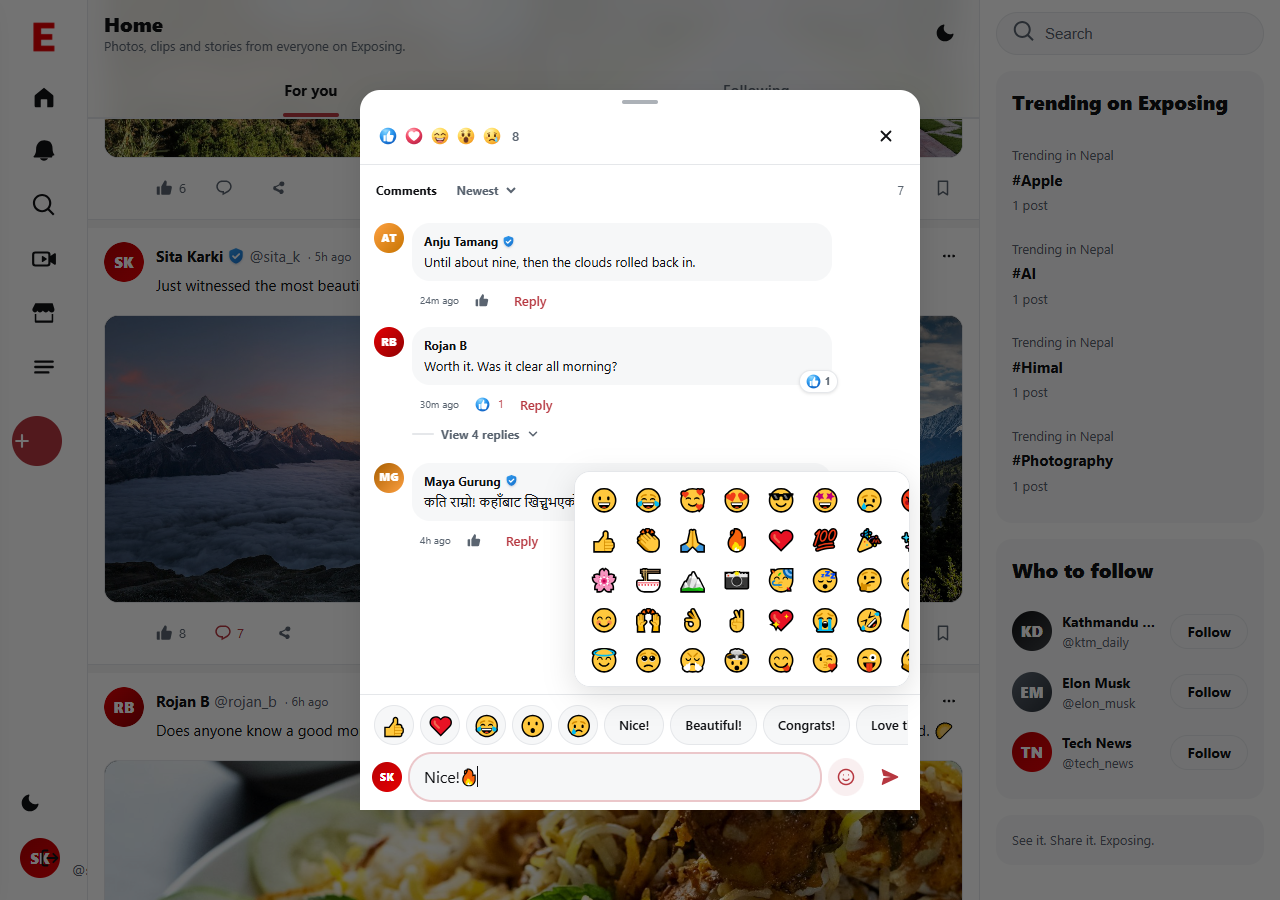 E
Home
Photos, clips and stories from everyone on Exposing.
For you
Following
6
SK
Sita Karki @sita_k · 5h ago
Just witnessed the most beauti
8
7
RB
Rojan B @rojan_b · 6h ago
Does anyone know a good mo
d. 🌮
SK
@s
👍 ❤️ 😄 😮 😢 8
Comments
Newest
7
AT
Anju Tamang
Until about nine, then the clouds rolled back in.
24m ago
Reply
RB
Rojan B
Worth it. Was it clear all morning?
1
30m ago
1
Reply
View 4 replies
MG
Maya Gurung
कति राम्रो! कहाँबाट खिच्नुभएको
4h ago
Reply
Nice!
Beautiful!
Congrats!
Love t
SK
Nice!🔥
Search
Trending on Exposing
Trending in Nepal
#Apple
1 post
Trending in Nepal
#AI
1 post
Trending in Nepal
#Himal
1 post
Trending in Nepal
#Photography
1 post
Who to follow
KD
Kathmandu ...
@ktm_daily
Follow
EM
Elon Musk
@elon_musk
Follow
TN
Tech News
@tech_news
Follow
See it. Share it. Exposing.